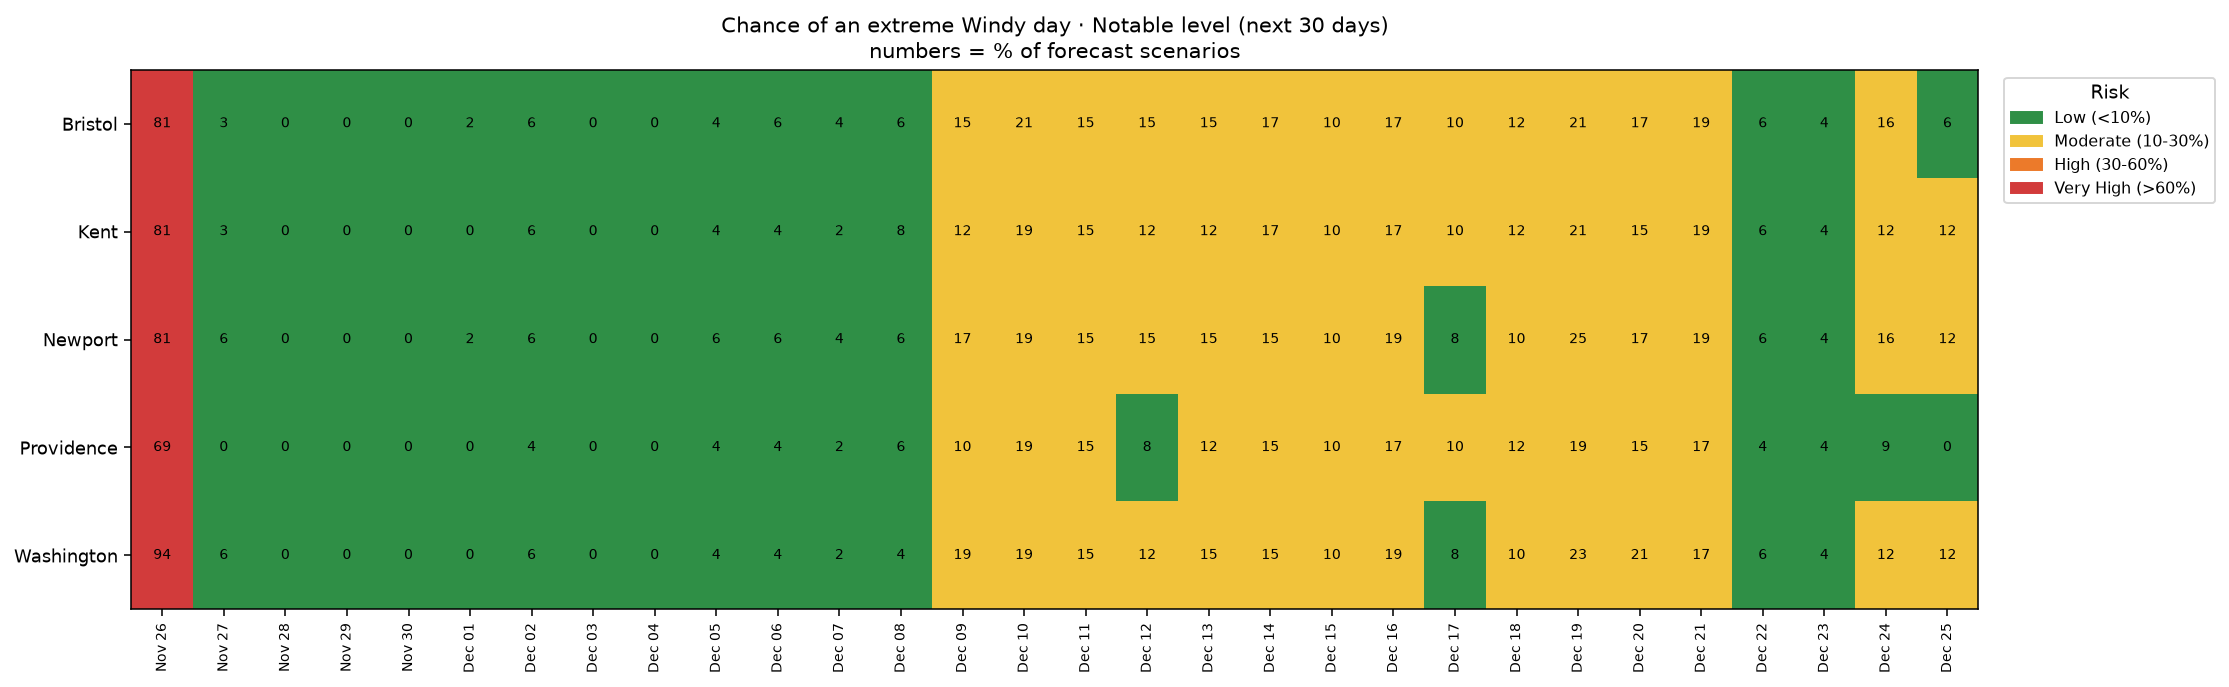 Chance of an extreme Windy day · Notable level (next 30 days)
numbers = % of forecast scenarios
Bristol 81 3 0 0 0 2 6 0 0 4 6 4 6 15 21 15 15 15 17 10 17 10 12 21 17 19 6 4 16 6
Kent 81 3 0 0 0 0 6 0 0 4 4 2 8 12 19 15 12 12 17 10 17 10 12 21 15 19 6 4 12 12
Newport 81 6 0 0 0 2 6 0 0 6 6 4 6 17 19 15 15 15 15 10 19 8 10 25 17 19 6 4 16 12
Providence 69 0 0 0 0 0 4 0 0 4 4 2 6 10 19 15 8 12 15 10 17 10 12 19 15 17 4 4 9 0
Washington 94 6 0 0 0 0 6 0 0 4 4 2 4 19 19 15 12 15 15 10 19 8 10 23 21 17 6 4 12 12
Nov 26 Nov 27 Nov 28 Nov 29 Nov 30 Dec 01 Dec 02 Dec 03 Dec 04 Dec 05 Dec 06 Dec 07 Dec 08 Dec 09 Dec 10 Dec 11 Dec 12 Dec 13 Dec 14 Dec 15 Dec 16 Dec 17 Dec 18 Dec 19 Dec 20 Dec 21 Dec 22 Dec 23 Dec 24 Dec 25
Risk
Low (<10%)
Moderate (10-30%)
High (30-60%)
Very High (>60%)